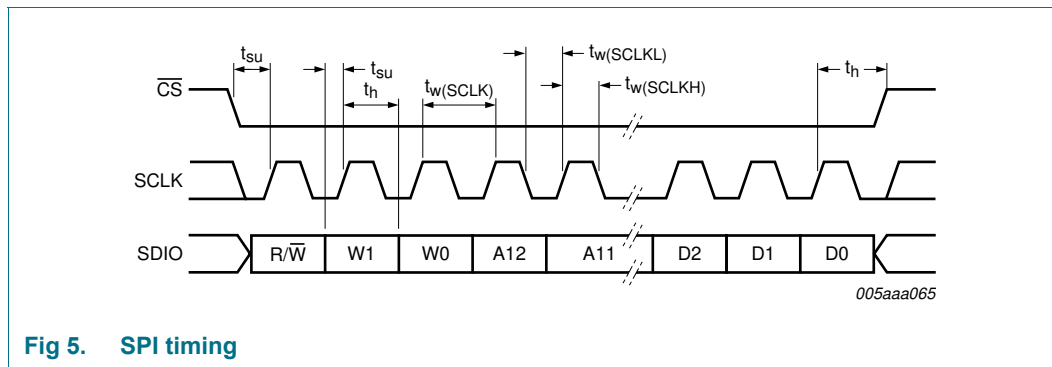 tsu
tsu
th
tw(SCLK)
tw(SCLKL)
tw(SCLKH)
th
CS
SCLK
SDIO
R/W
W1
W0
A12
A11
D2
D1
D0
005aaa065
Fig 5. SPI timing